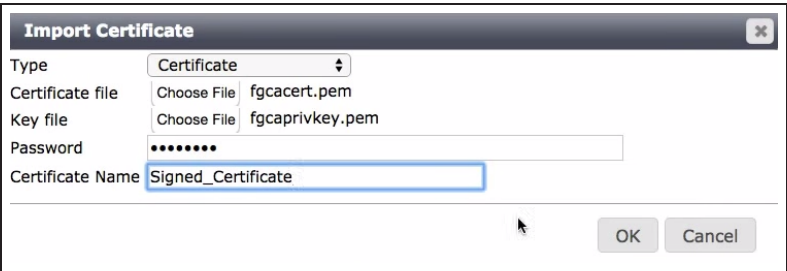 Import Certificate
Type Certificate
Certificate file Choose File fgcacert.pem
Key file Choose File fgcaprivkey.pem
Password ••••••••
Certificate Name Signed_Certificate
OK Cancel